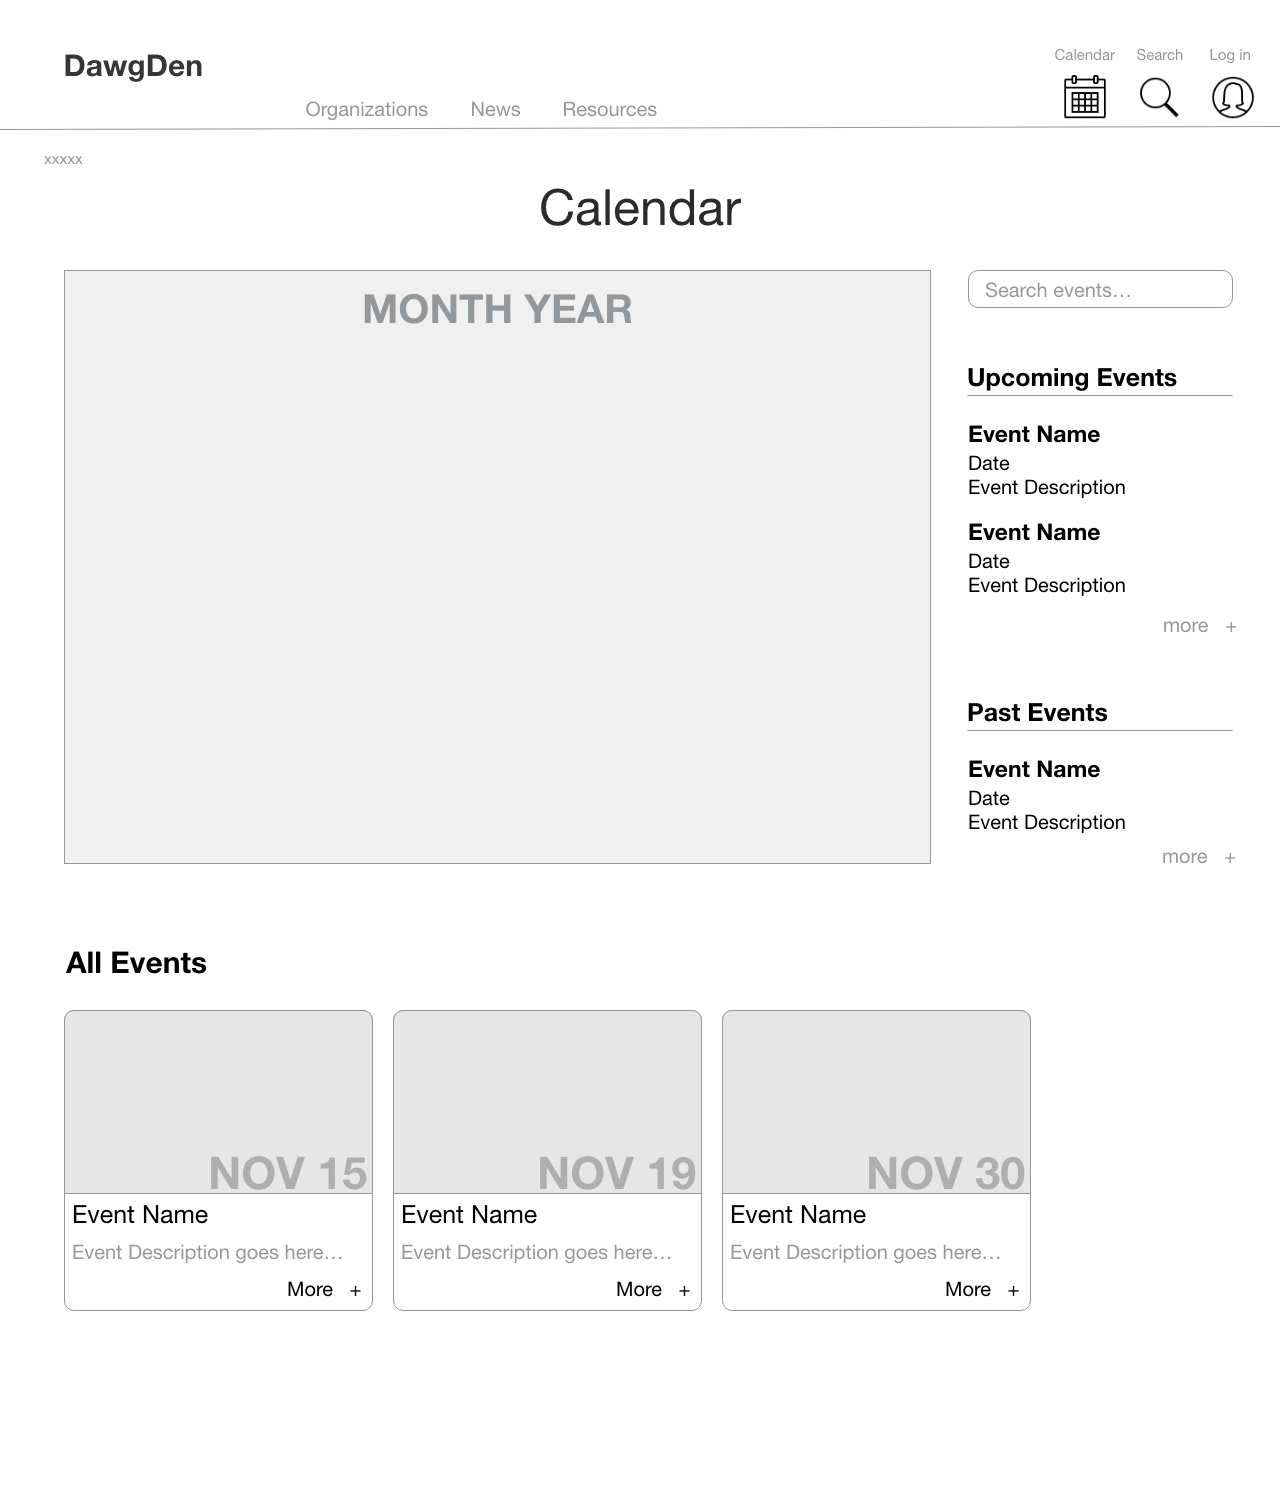 DawgDen
Calendar Search Log in
Organizations News Resources
xxxxx
Calendar
MONTH YEAR
Search events...
Upcoming Events
Event Name
Date
Event Description
Event Name
Date
Event Description
more +
Past Events
Event Name
Date
Event Description
more +
All Events
NOV 15
Event Name
Event Description goes here...
More +
NOV 19
Event Name
Event Description goes here...
More +
NOV 30
Event Name
Event Description goes here...
More +